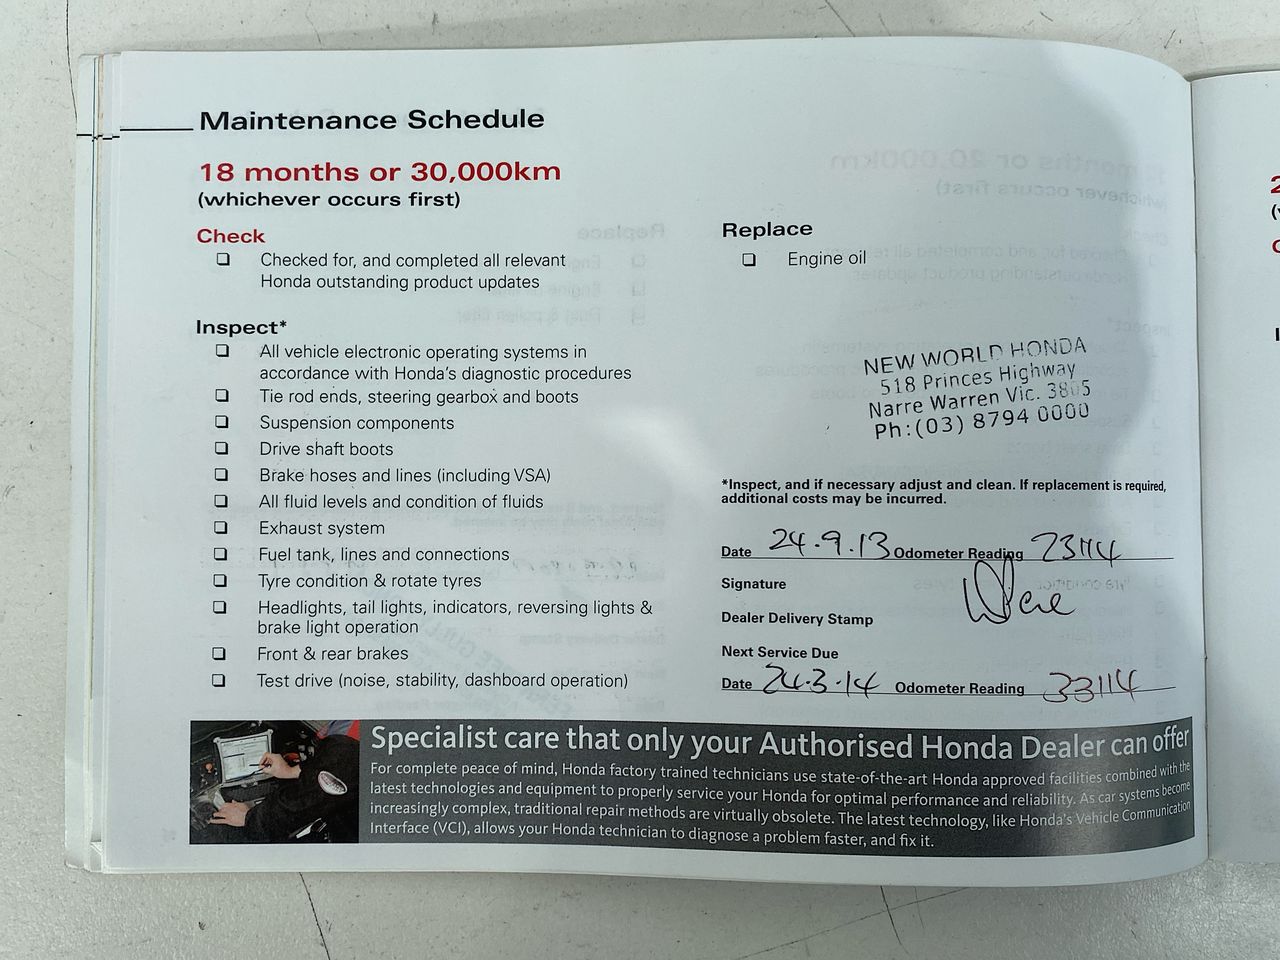 Maintenance Schedule
18 months or 30,000km
(whichever occurs first)
Check
Checked for, and completed all relevant
Honda outstanding product updates
Inspect*
All vehicle electronic operating systems in
accordance with Honda's diagnostic procedures
Tie rod ends, steering gearbox and boots
Suspension components
Drive shaft boots
Brake hoses and lines (including VSA)
All fluid levels and condition of fluids
Exhaust system
Fuel tank, lines and connections
Tyre condition & rotate tyres
Headlights, tail lights, indicators, reversing lights &
brake light operation
Front & rear brakes
Test drive (noise, stability, dashboard operation)
Replace
Engine oil
NEW WORLD HONDA
518 Princes Highway
Narre Warren Vic. 3805
Ph:(03) 8794 0000
*Inspect, and if necessary adjust and clean. If replacement is required,
additional costs may be incurred.
Date 24.9.13 Odometer Reading 23114
Signature
Dealer Delivery Stamp
Next Service Due
Date 24.3.14 Odometer Reading 33114
Specialist care that only your Authorised Honda Dealer can offer
For complete peace of mind, Honda factory trained technicians use state-of-the-art Honda approved facilities combined with the
latest technologies and equipment to properly service your Honda for optimal performance and reliability. As car systems become
increasingly complex, traditional repair methods are virtually obsolete. The latest technology, like Honda's Vehicle Communication
Interface (VCI), allows your Honda technician to diagnose a problem faster, and fix it.